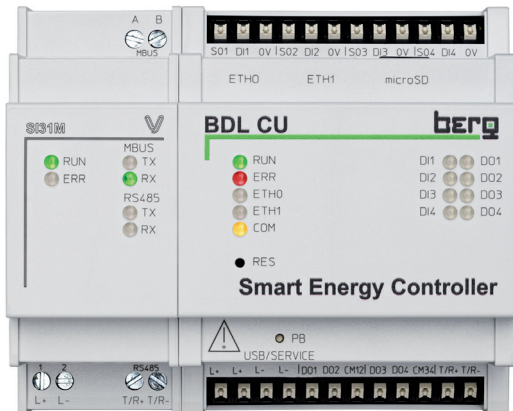 A B
MBUS
S01 DI1 0V S02 DI2 0V S03 DI3 0V S04 DI4 0V
ETH0 ETH1 microSD
SI31M
MBUS
RUN TX
ERR RX
RS485
TX
RX
BDL CU berg
RUN DI1 DO1
ERR DI2 DO2
ETH0 DI3 DO3
ETH1 DI4 DO4
COM
RES
Smart Energy Controller
PB
USB/SERVICE
1 2 RS485
L+ L- T/R+ T/R-
L+ L+ L- L- DO1 DO2 CM12 DO3 DO4 CM34 T/R+ T/R-